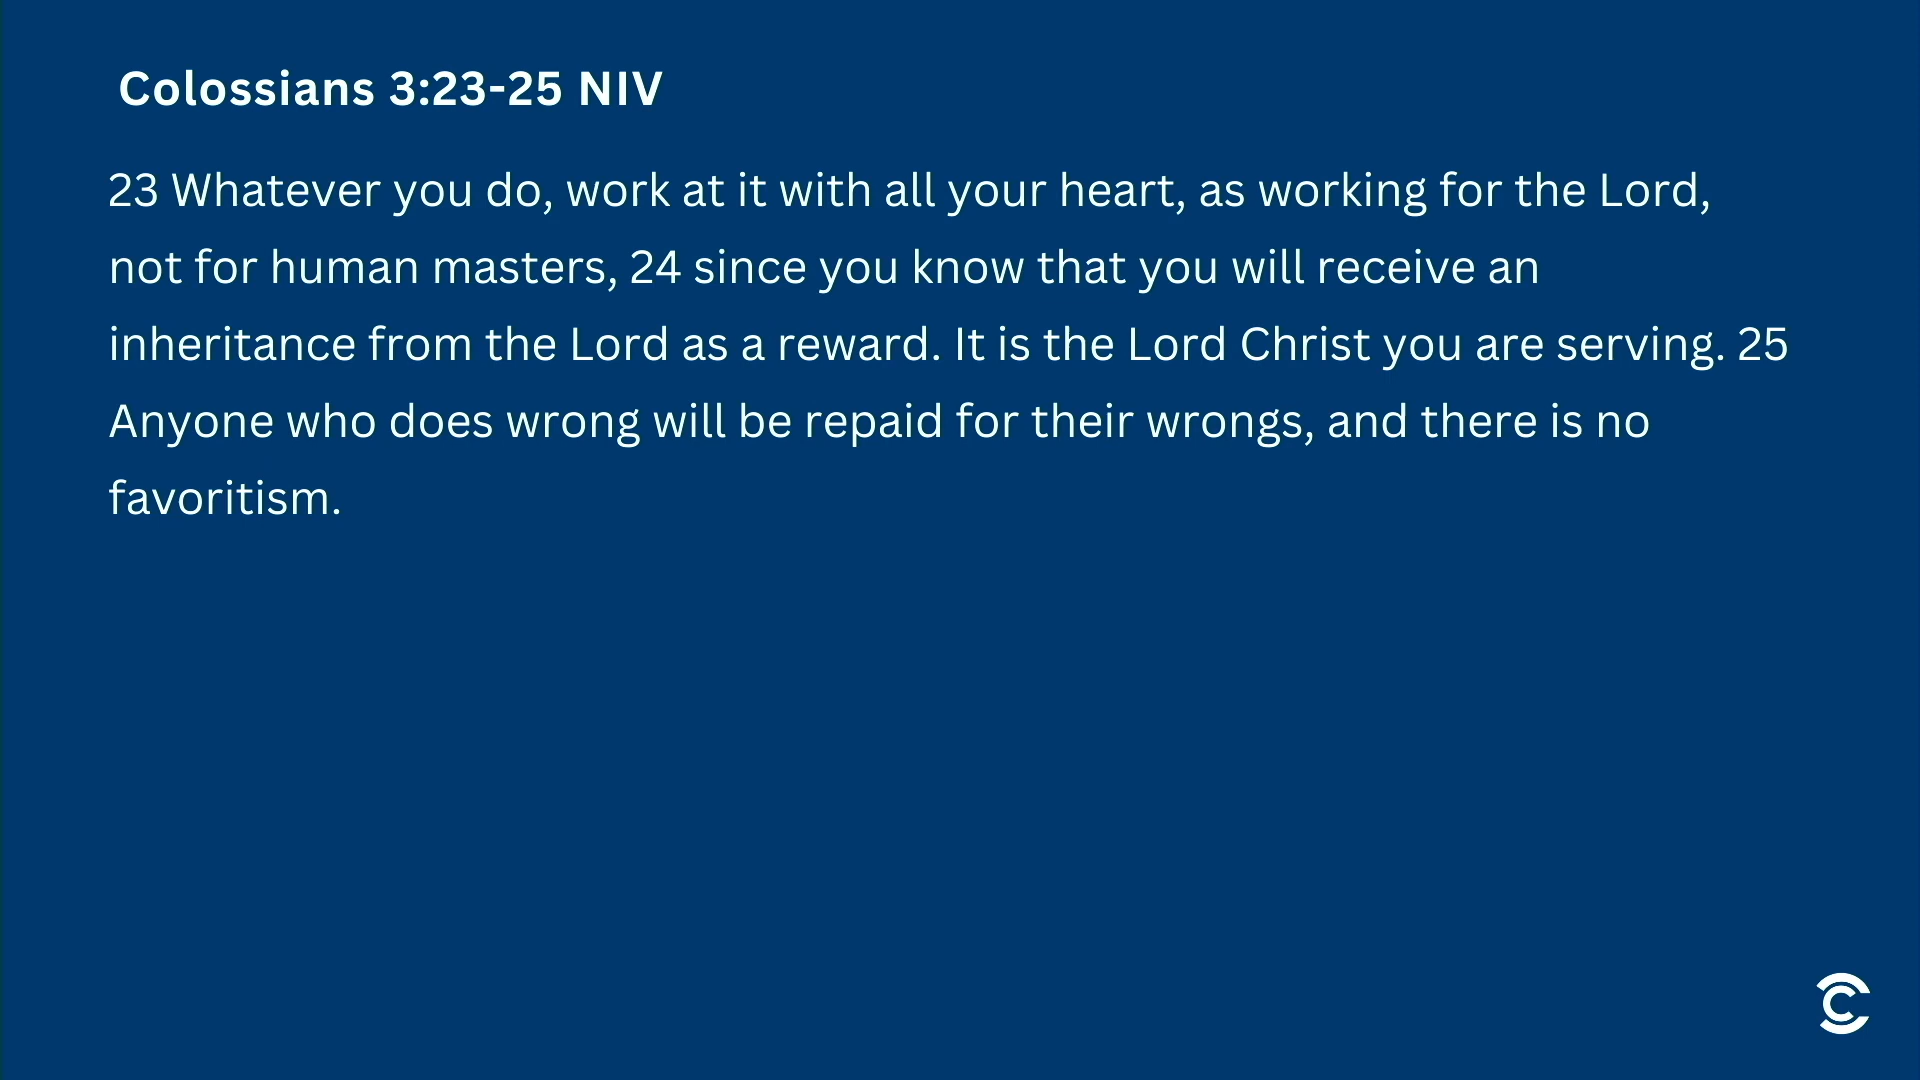 Colossians 3:23-25 NIV
23 Whatever you do, work at it with all your heart, as working for the Lord,
not for human masters, 24 since you know that you will receive an
inheritance from the Lord as a reward. It is the Lord Christ you are serving. 25
Anyone who does wrong will be repaid for their wrongs, and there is no
favoritism.